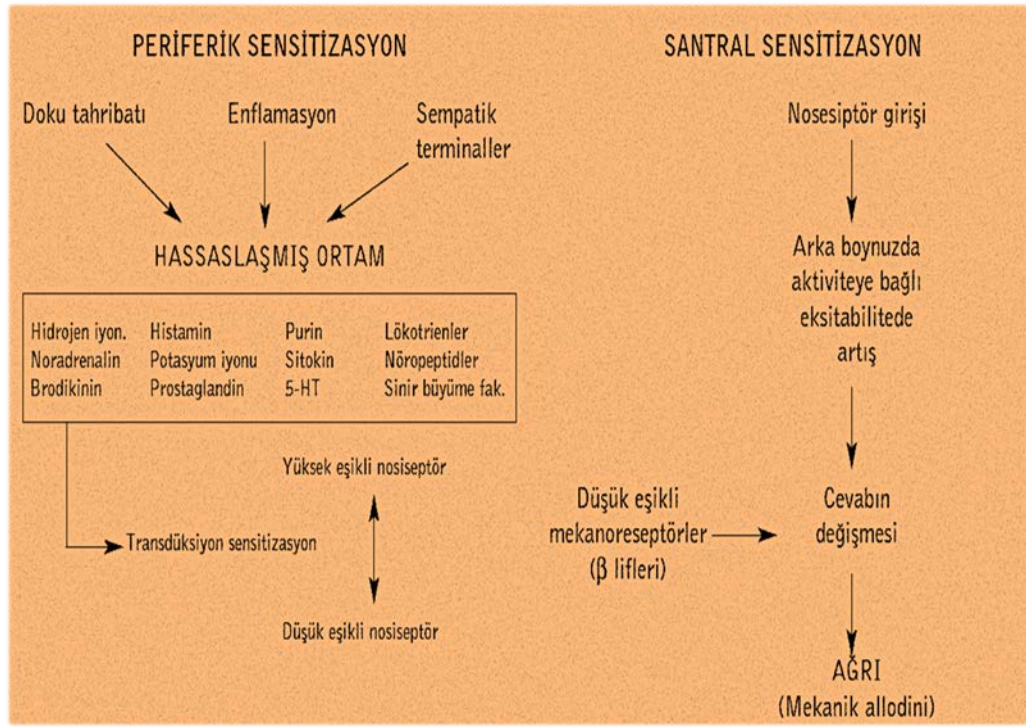 PERİFERİK SENSİTİZASYON
Doku tahribatı
Enflamasyon
Sempatik
terminaller
HASSASLAŞMIŞ ORTAM
Hidrojen iyon. Histamin Purin Lökotrienler
Noradrenalin Potasyum iyonu Sitokin Nöropeptidler
Brodikinin Prostaglandin 5-HT Sinir büyüme fak.
Yüksek eşikli nosiseptör
Transdüksiyon sensitizasyon
Düşük eşikli nosiseptör
SANTRAL SENSİTİZASYON
Nosesiptör girişi
Arka boynuzda
aktiviteye bağlı
eksitabilitede
artış
Düşük eşikli
mekanoreseptörler
(β lifleri)
Cevabın
değişmesi
AĞRI
(Mekanik allodini)